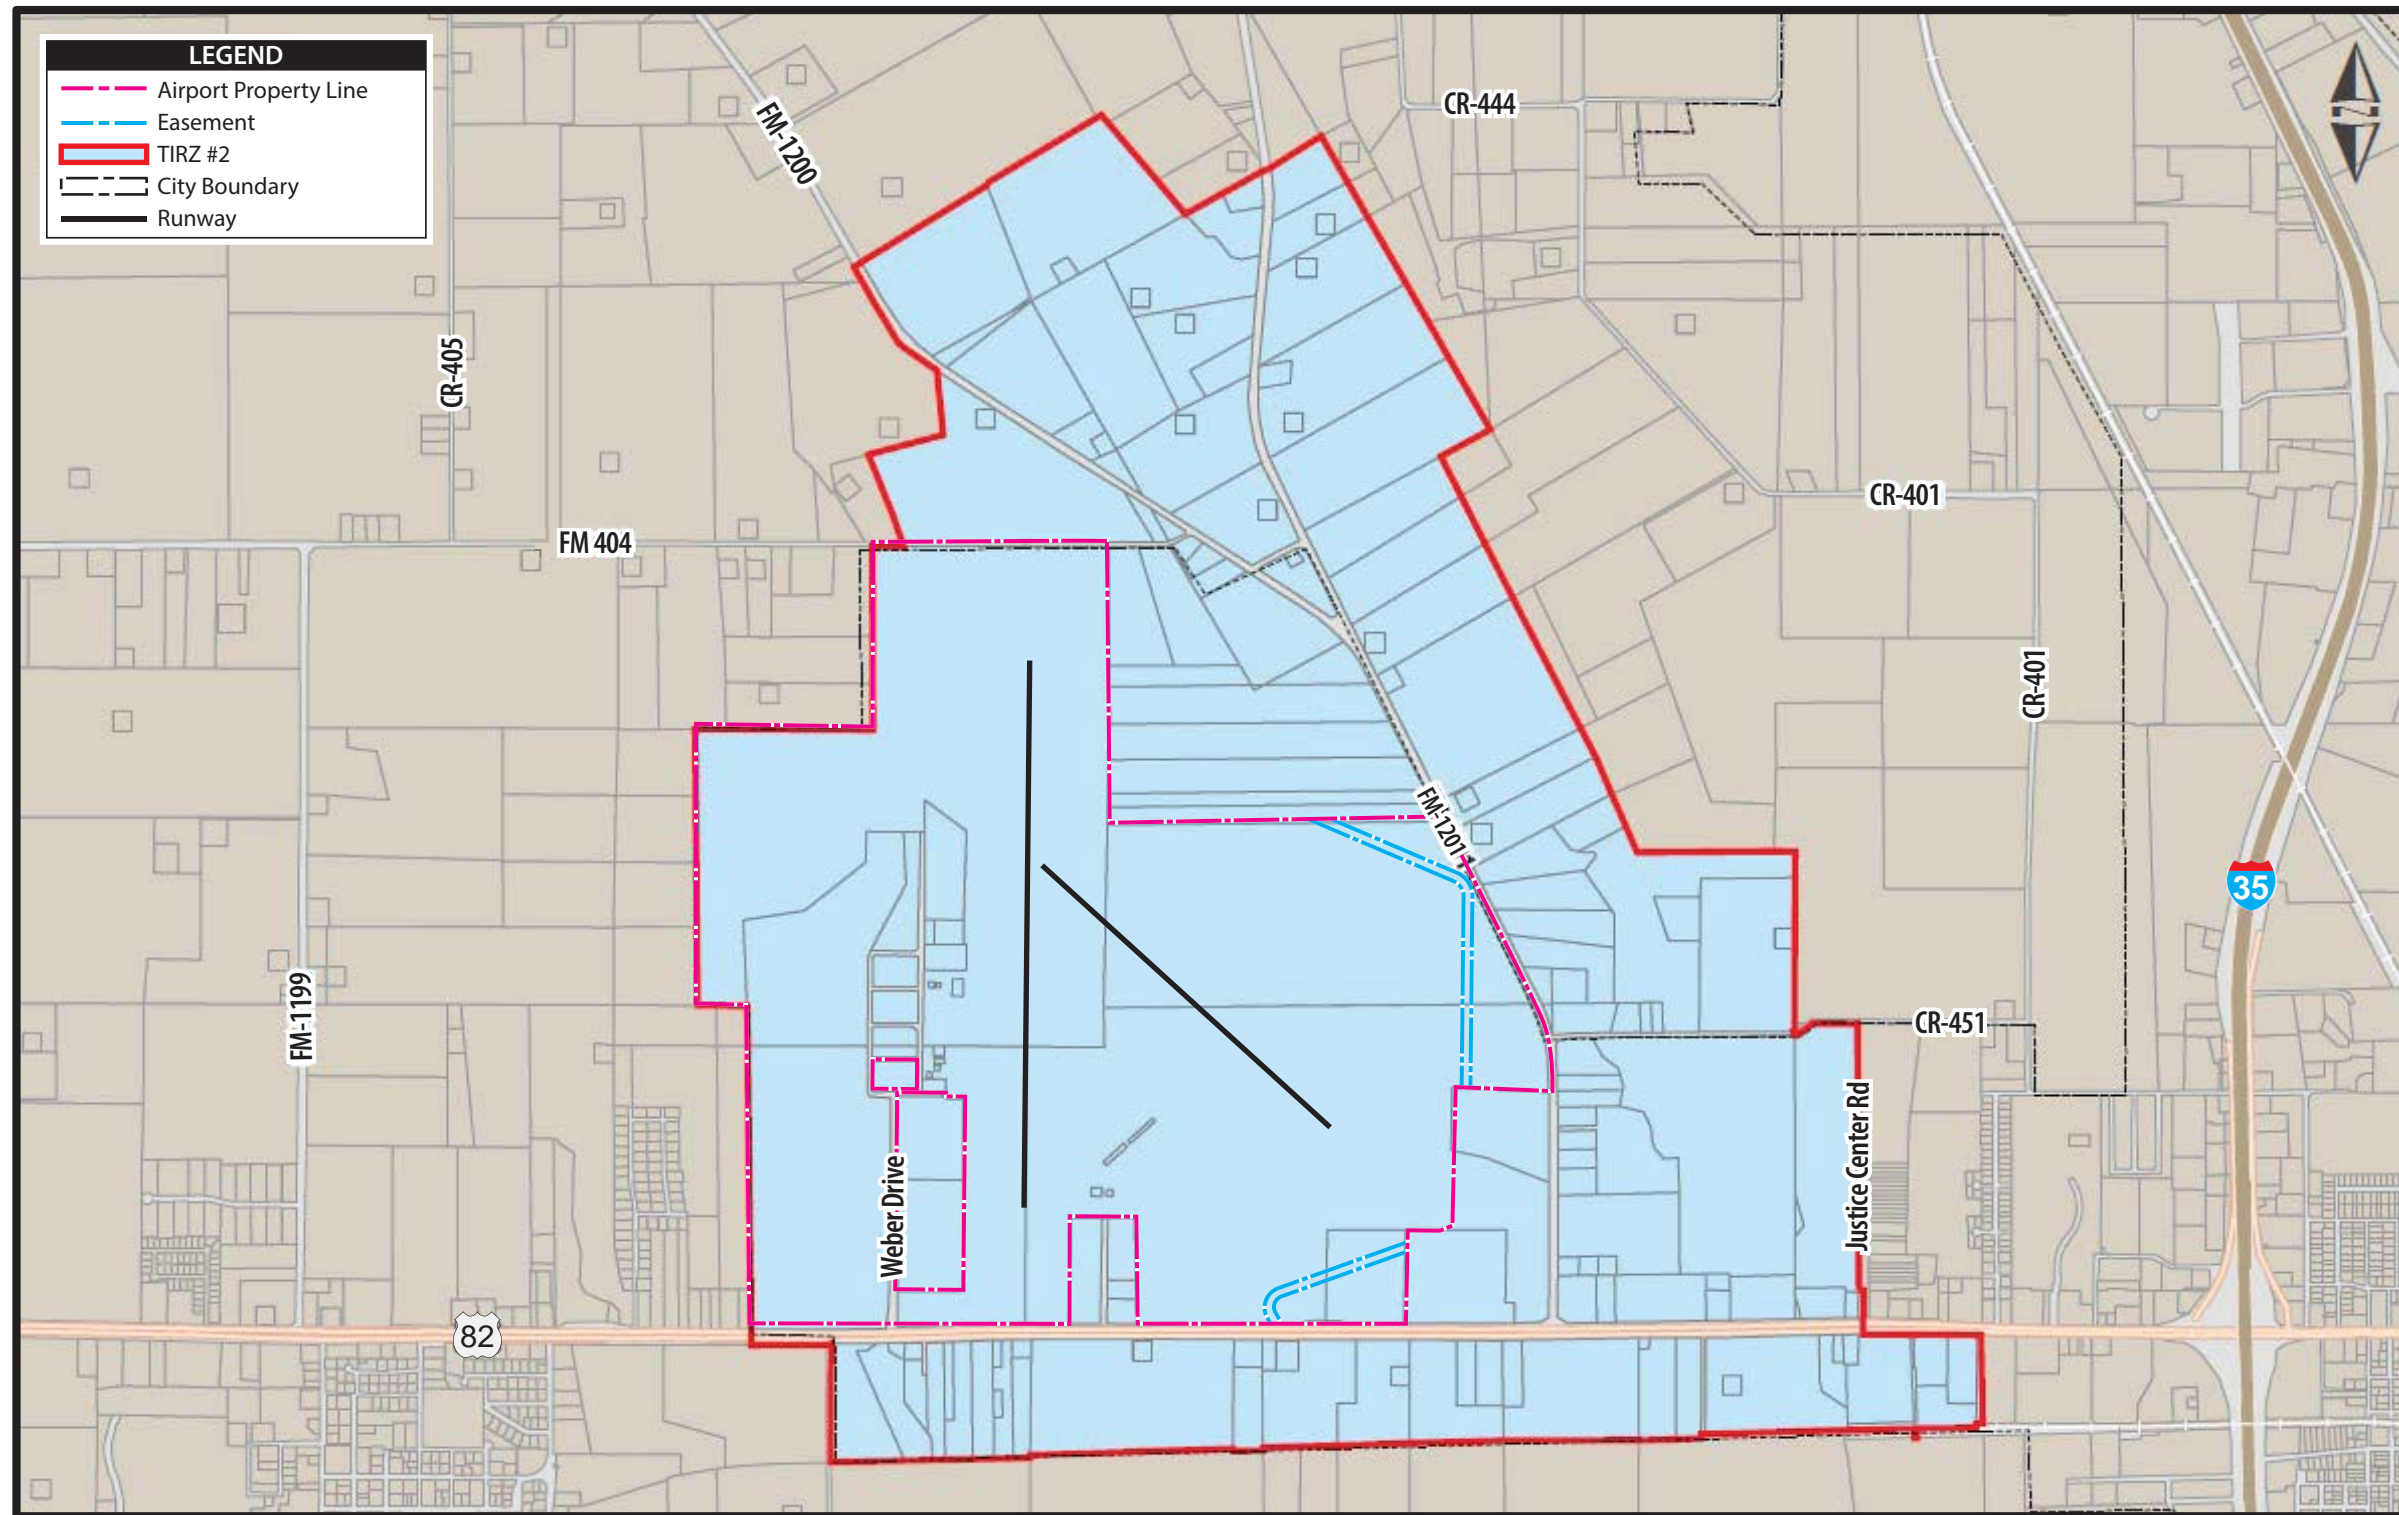 LEGEND
Airport Property Line
Easement
TIRZ #2
City Boundary
Runway
N
CR-444
FM-1200
CR-405
CR-401
FM 404
CR-401
FM-1201
35
FM-1199
CR-451
Justice Center Rd
Weber Drive
82